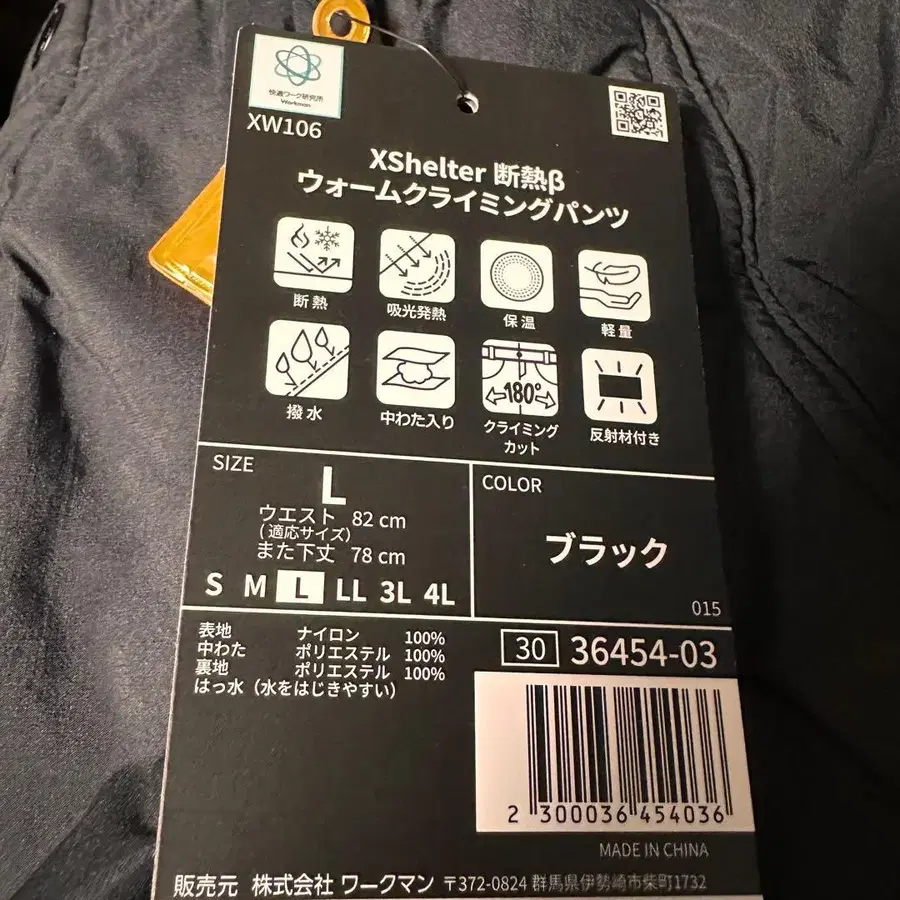 快適ワーク研究所
Workman
XW106
XShelter 断熱β
ウォームクライミングパンツ
断熱
吸光発熱
保温
軽量
撥水
中わた入り
180°
クライミング
カット
反射材付き
SIZE
L
ウエスト 82 cm
(適応サイズ)
また下丈 78 cm
S M L LL 3L 4L
COLOR
ブラック
015
表地 ナイロン 100%
中わた ポリエステル 100%
裏地 ポリエステル 100%
はっ水(水をはじきやすい)
30 36454-03
2 300036 454036
MADE IN CHINA
販売元 株式会社 ワークマン 〒372-0824 群馬県伊勢崎市柴町1732